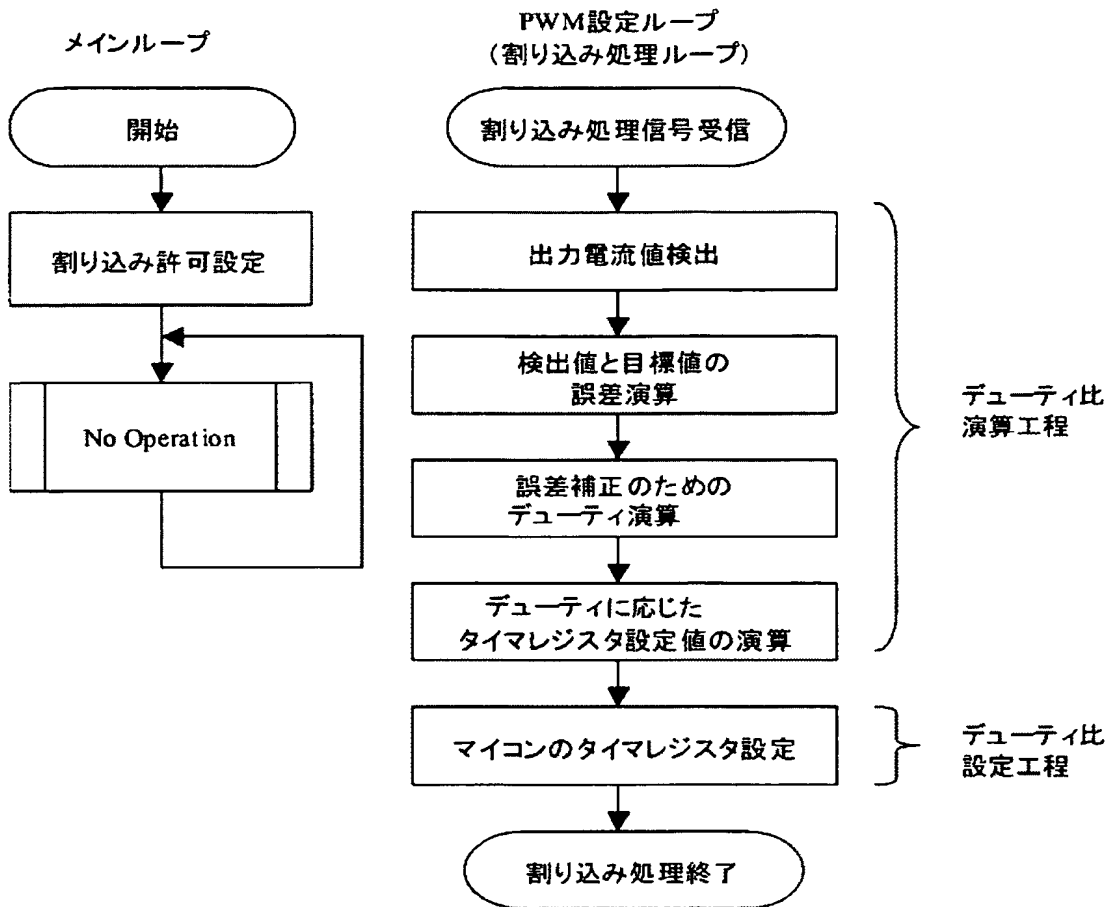 メインループ
開始
割り込み許可設定
No Operation
PWM設定ループ
(割り込み処理ループ)
割り込み処理信号受信
出力電流値検出
検出値と目標値の
誤差演算
誤差補正のための
デューティ演算
デューティに応じた
タイマレジスタ設定値の演算
マイコンのタイマレジスタ設定
割り込み処理終了
デューティ比
演算工程
デューティ比
設定工程